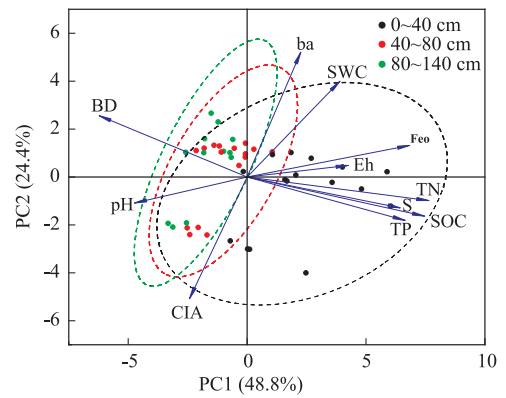 0~40 cm
40~80 cm
80~140 cm
6
4
2
0
-2
-4
-6
PC2 (24.4%)
ba
SWC
BD
Feo
Eh
pH
TN
S
SOC
TP
CIA
-5
0
5
10
PC1 (48.8%)